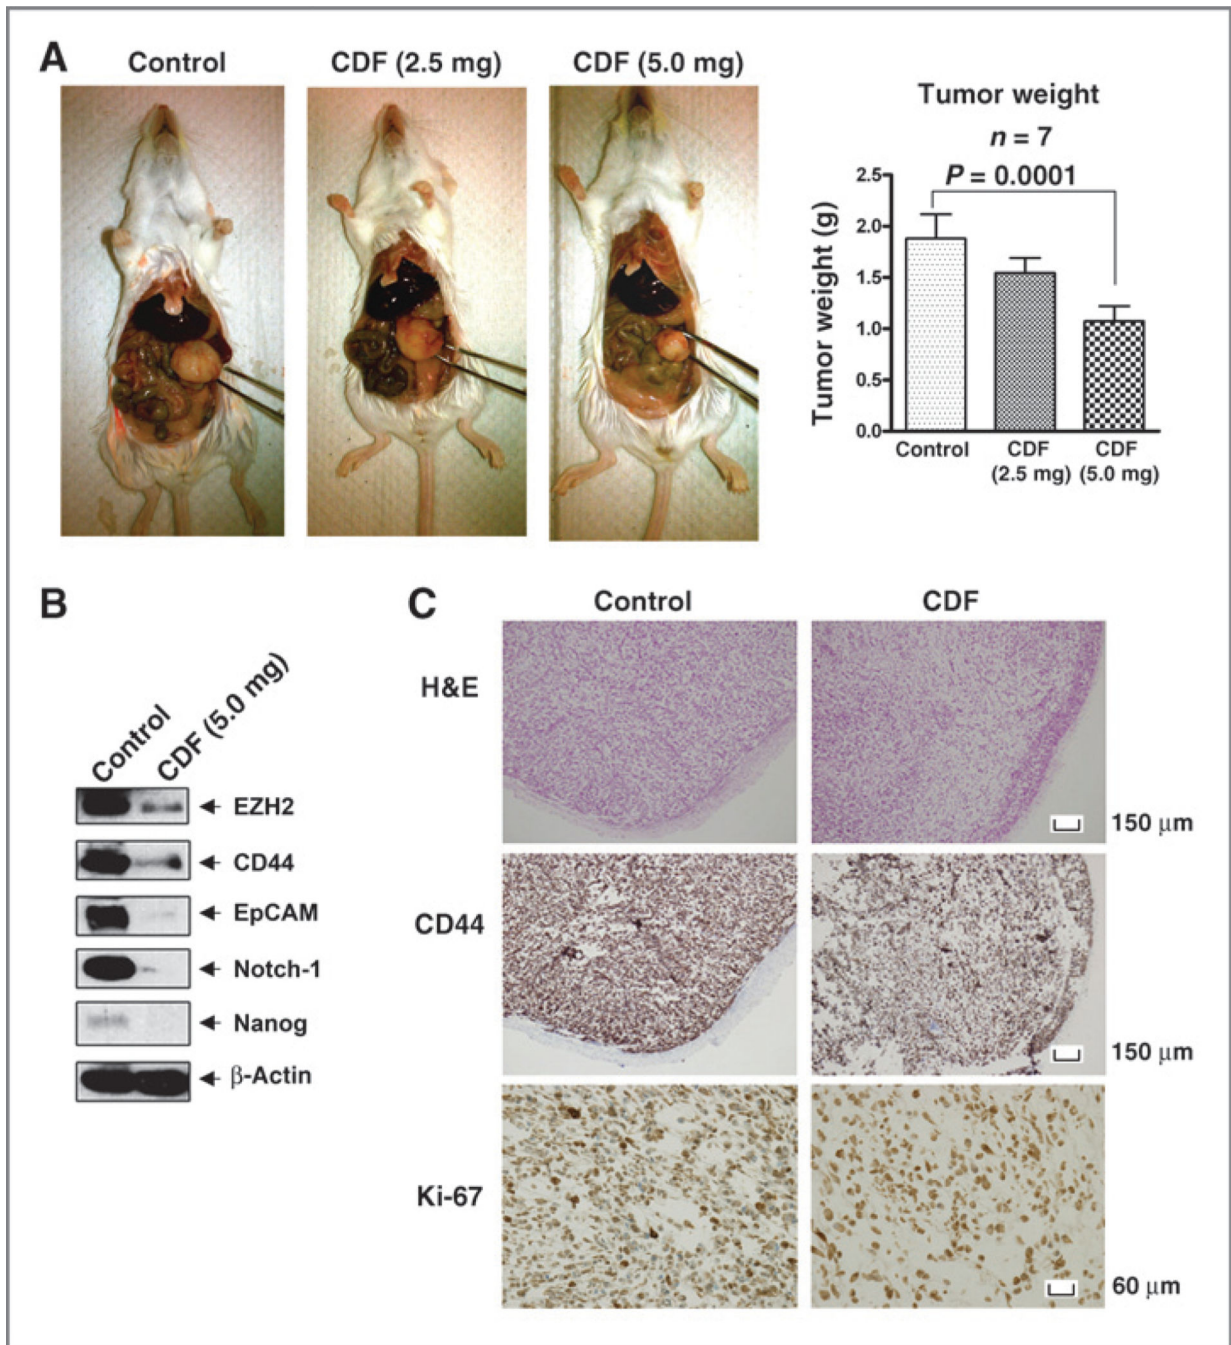 A
Control
CDF (2.5 mg)
CDF (5.0 mg)
Tumor weight
n = 7
P = 0.0001
Tumor weight (g)
2.5
2.0
1.5
1.0
0.5
0.0
Control
CDF
(2.5 mg)
CDF
(5.0 mg)
B
Control
CDF (5.0 mg)
EZH2
CD44
EpCAM
Notch-1
Nanog
β-Actin
C
Control
CDF
H&E
150 μm
CD44
150 μm
Ki-67
60 μm